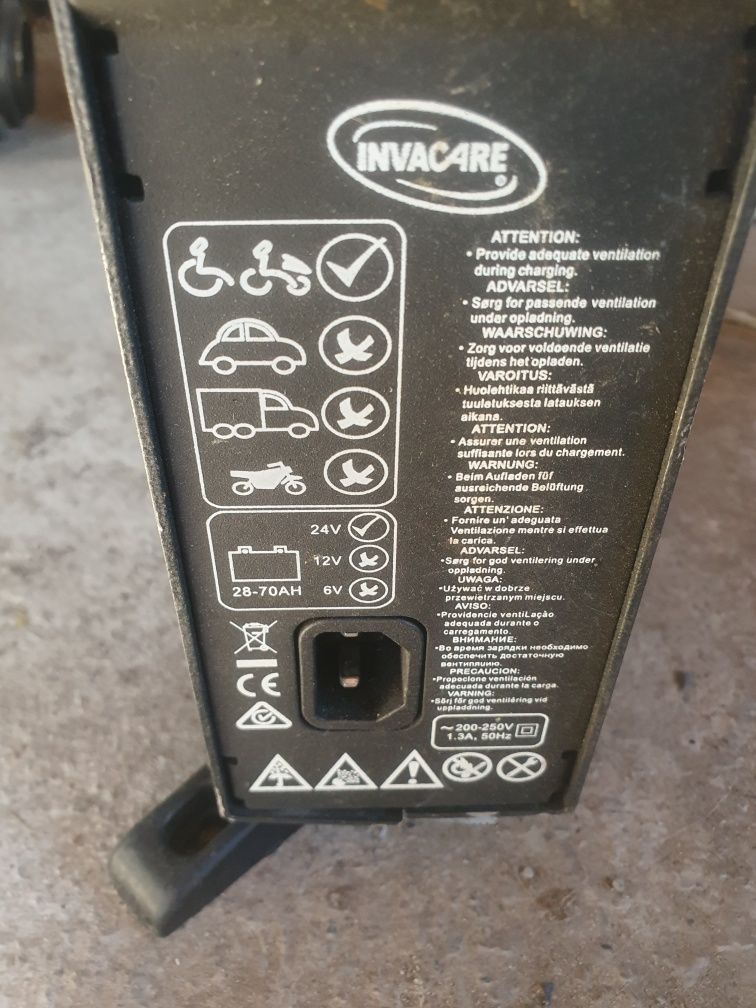 INVACARE
ATTENTION:
• Provide adequate ventilation
during charging.
ADVARSEL:
• Sørg for passende ventilation
under opladning.
WAARSCHUWING:
• Zorg voor voldoende ventilatie
tijdens het opladen.
VAROITUS:
• Huolehtikaa riittävästä
tuuletuksesta latauksen
aikana.
ATTENTION:
• Assurer une ventilation
suffisante lors du chargement.
WARNUNG:
• Beim Aufladen füf
ausreichende Belüftung
sorgen.
ATTENZIONE:
• Fornire un' adeguata
Ventilazione mentre si effettua
la carica.
ADVARSEL:
•Sørg for god ventilering under
oppladning.
UWAGA:
•Używać w dobrze
przewietrzanym miejscu.
AVISO:
•Providencie ventiLação
adequada durante o
carregamento.
ВНИМАНИЕ:
•Во время зарядки необходимо
обеспечить достаточную
вентиляцию.
PRECAUCION:
•Propocione ventilación
adecuada durante la carga.
VARNING:
•Sörj för god ventilering vid
uppladdning.
24V
12V
6V
28-70AH
CE
~200-250V
1.3A, 50Hz